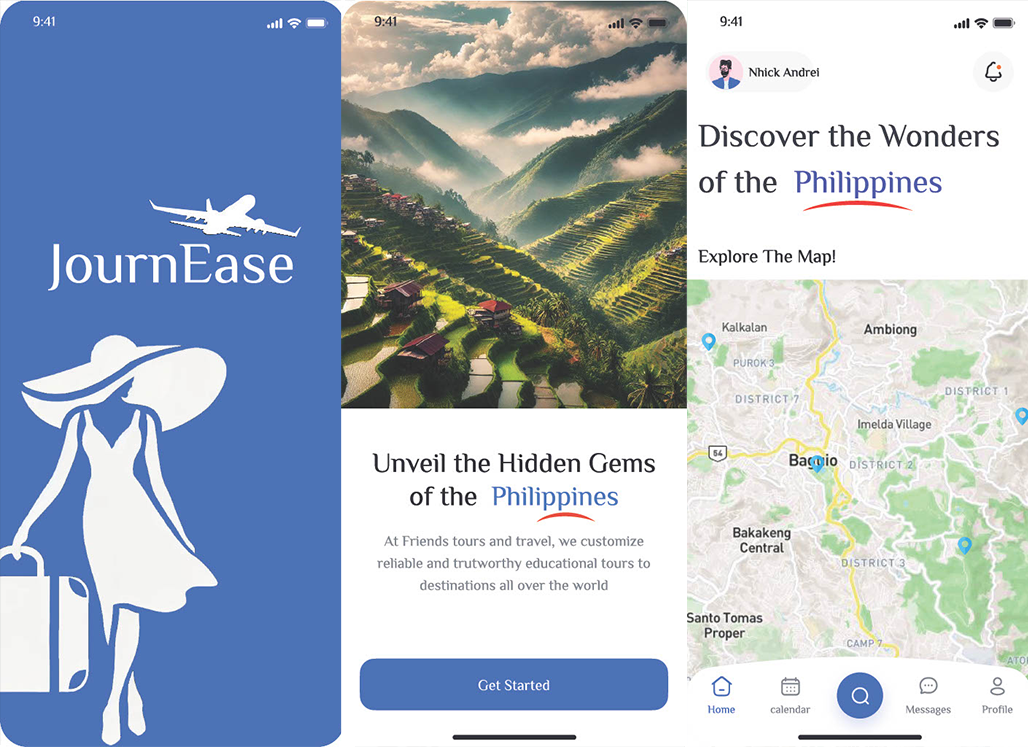 9:41
JournEase
9:41
Unveil the Hidden Gems
of the Philippines
At Friends tours and travel, we customize
reliable and trutworthy educational tours to
destinations all over the world
Get Started
9:41
Nhick Andrei
Discover the Wonders
of the Philippines
Explore The Map!
Kalkalan
Ambiong
PUROK 3
DISTRICT 7
DISTRICT 1
Imelda Village
54
Baguio
DISTRICT 2
Bakakeng
Central
DISTRICT 3
Santo Tomas
Proper
CAMP 7
Home
calendar
Messages
Profile